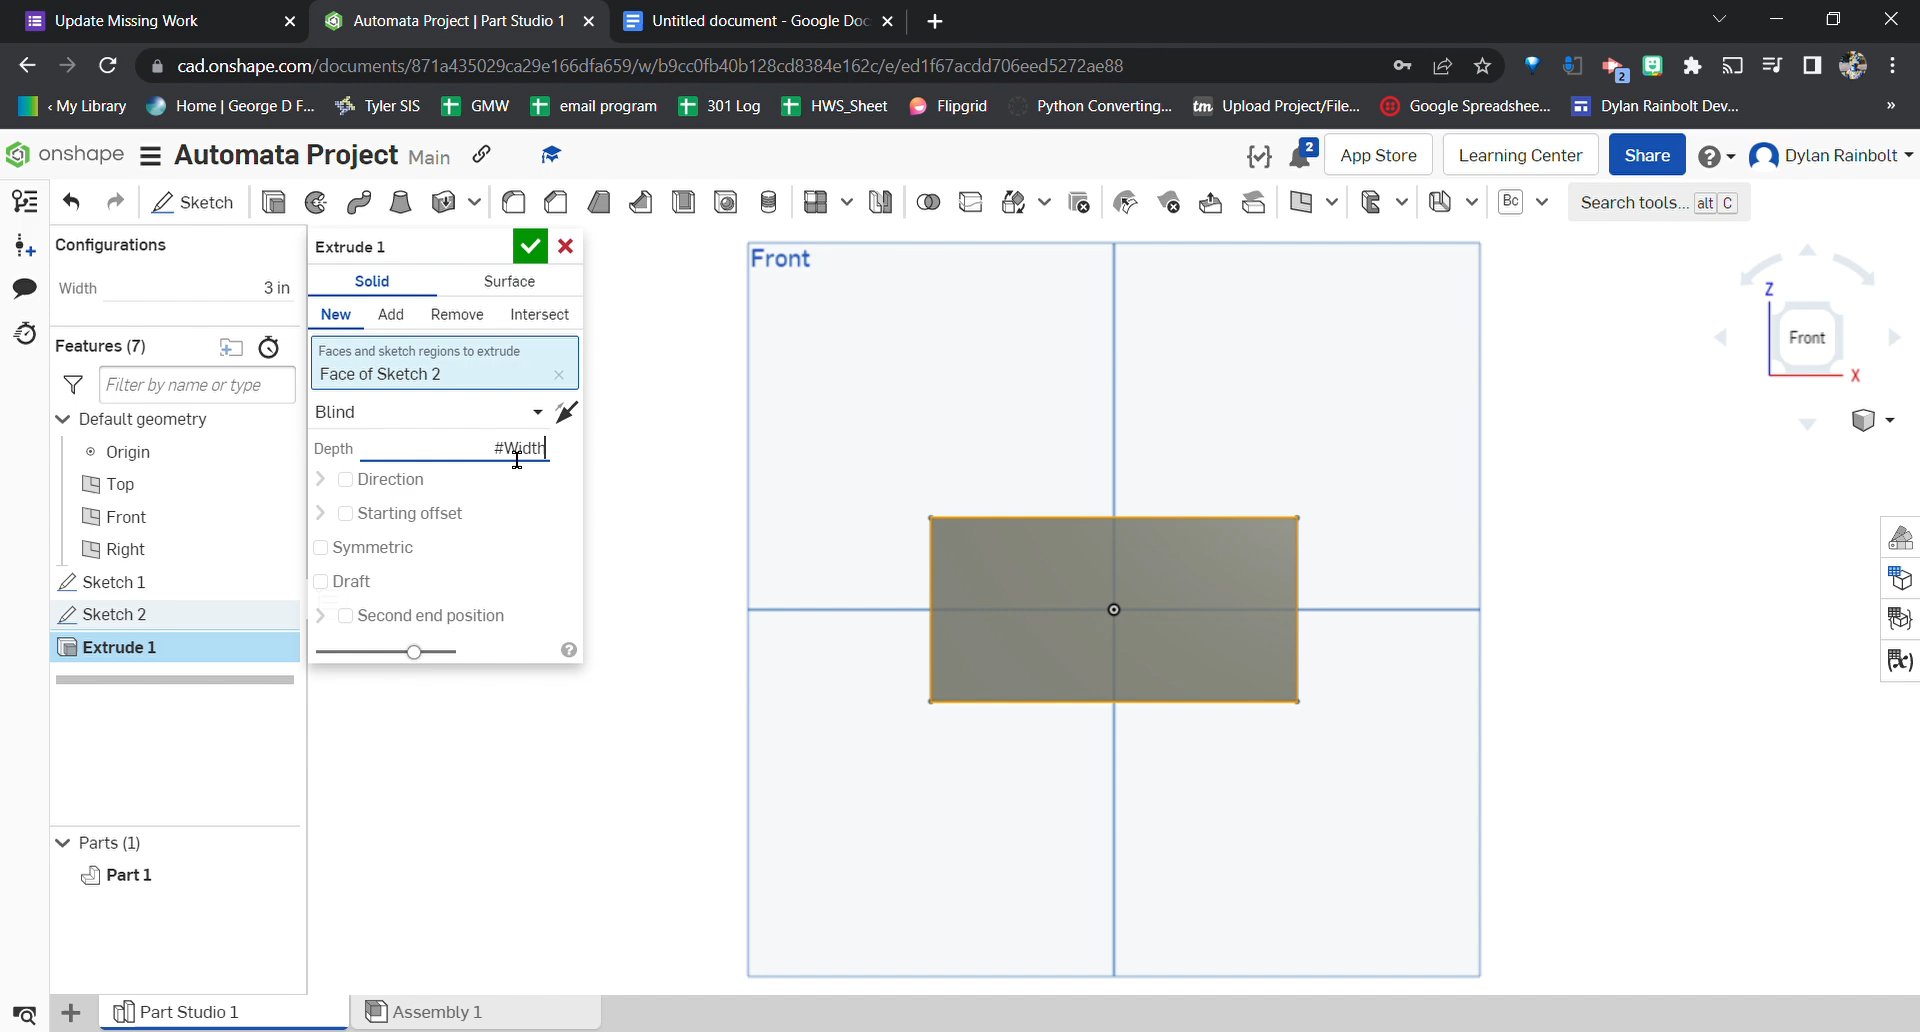 Update Missing Work
Automata Project | Part Studio 1
Untitled document - Google Doc
cad.onshape.com/documents/871a435029ca29e166dfa659/w/b9cc0fb40b128cd8384e162c/e/ed1f67acdd706eed5272ae88
2
‹ My Library
Home | George D F...
Tyler SIS
GMW
email program
301 Log
HWS_Sheet
Flipgrid
Python Converting...
tm Upload Project/File...
Google Spreadshee...
Dylan Rainbolt Dev...
»
onshape
Automata Project Main
2
App Store
Learning Center
Share
Dylan Rainbolt
Sketch
Bc
Search tools... alt C
Configurations
Width 3 in
Features (7)
Filter by name or type
Default geometry
Origin
Top
Front
Right
Sketch 1
Sketch 2
Extrude 1
Parts (1)
Part 1
Extrude 1
Solid Surface
New Add Remove Intersect
Faces and sketch regions to extrude
Face of Sketch 2
Blind
Depth #Width
Direction
Starting offset
Symmetric
Draft
Second end position
Front
Z
Front
X
(x)
Part Studio 1
Assembly 1